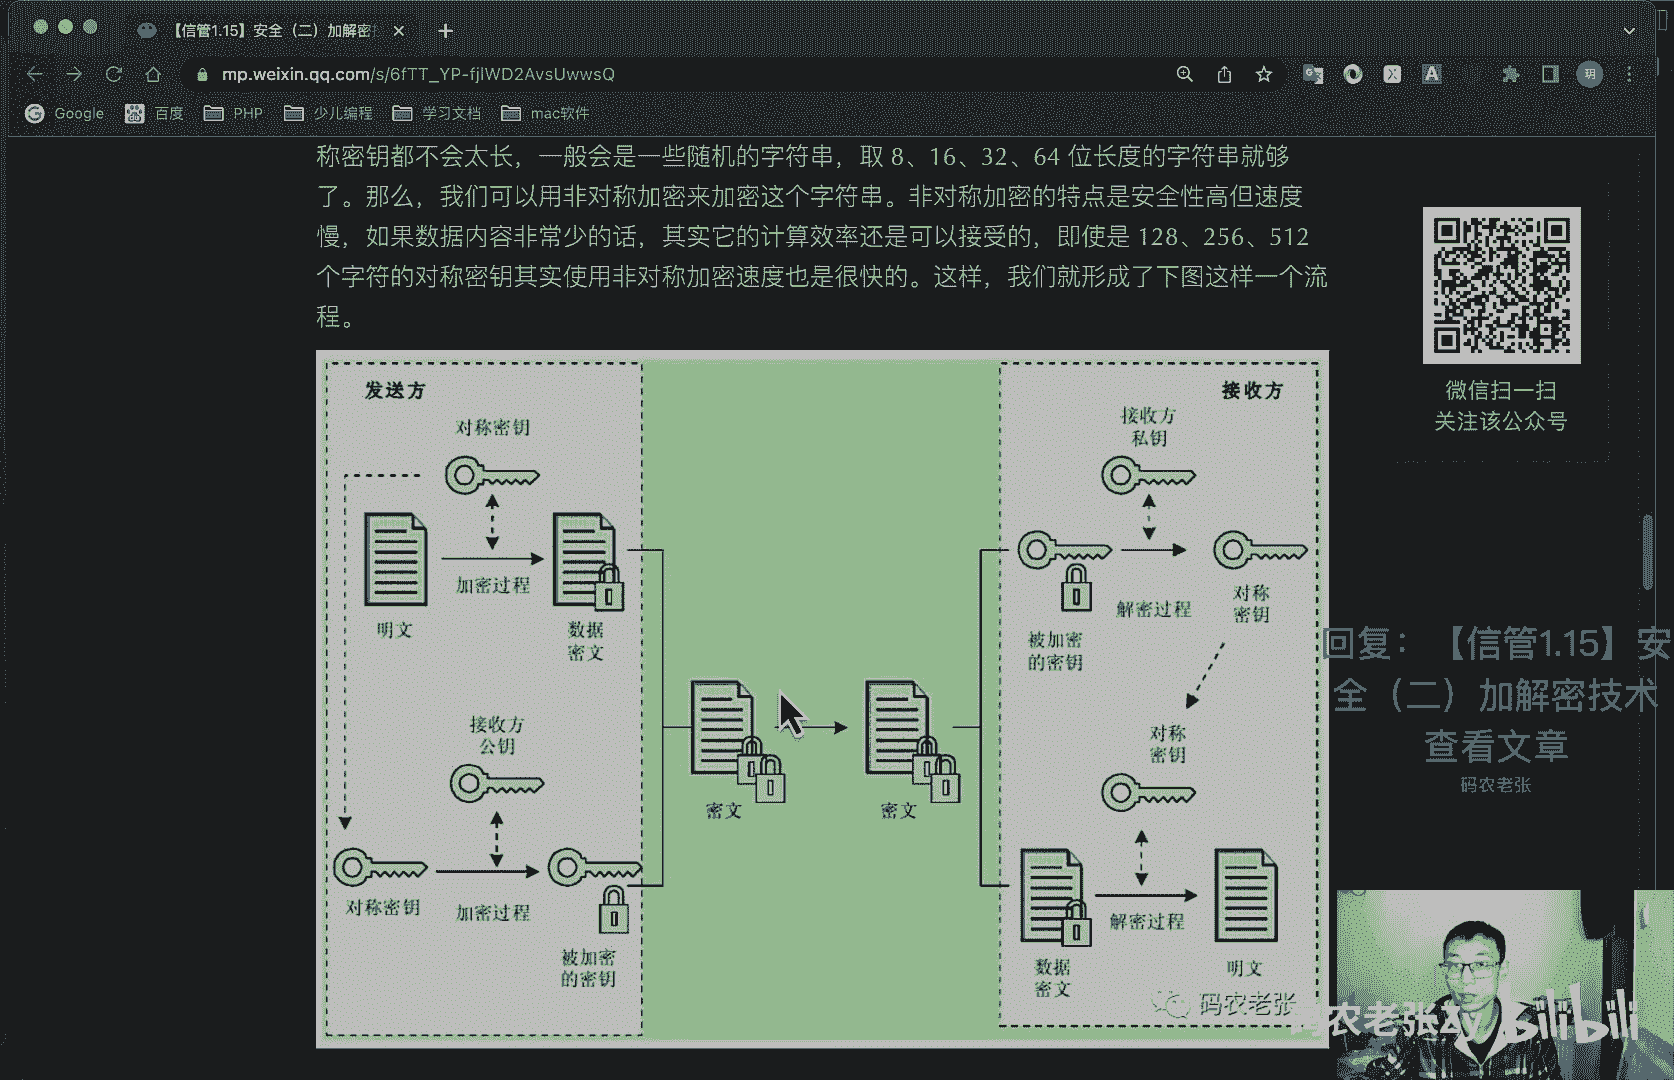 【信管1.15】安全（二）加解密
mp.weixin.qq.com/s/6fTT_YP-fjlWD2AvsUwwsQ
玥
Google
百度
PHP
少儿编程
学习文档
mac软件
称密钥都不会太长，一般会是一些随机的字符串，取 8、16、32、64 位长度的字符串就够
了。那么，我们可以用非对称加密来加密这个字符串。非对称加密的特点是安全性高但速度
慢，如果数据内容非常少的话，其实它的计算效率还是可以接受的，即使是 128、256、512
个字符的对称密钥其实使用非对称加密速度也是很快的。这样，我们就形成了下图这样一个流
程。
微信扫一扫
关注该公众号
发送方
对称密钥
加密过程
明文
数据
密文
接收方
公钥
对称密钥
加密过程
被加密
的密钥
密文
密文
接收方
接收方
私钥
解密过程
对称
密钥
被加密
的密钥
对称
密钥
解密过程
数据
密文
明文
码农老张
回复：【信管1.15】安
全（二）加解密技术
查看文章
码农老张
码农老张zy
bilibili